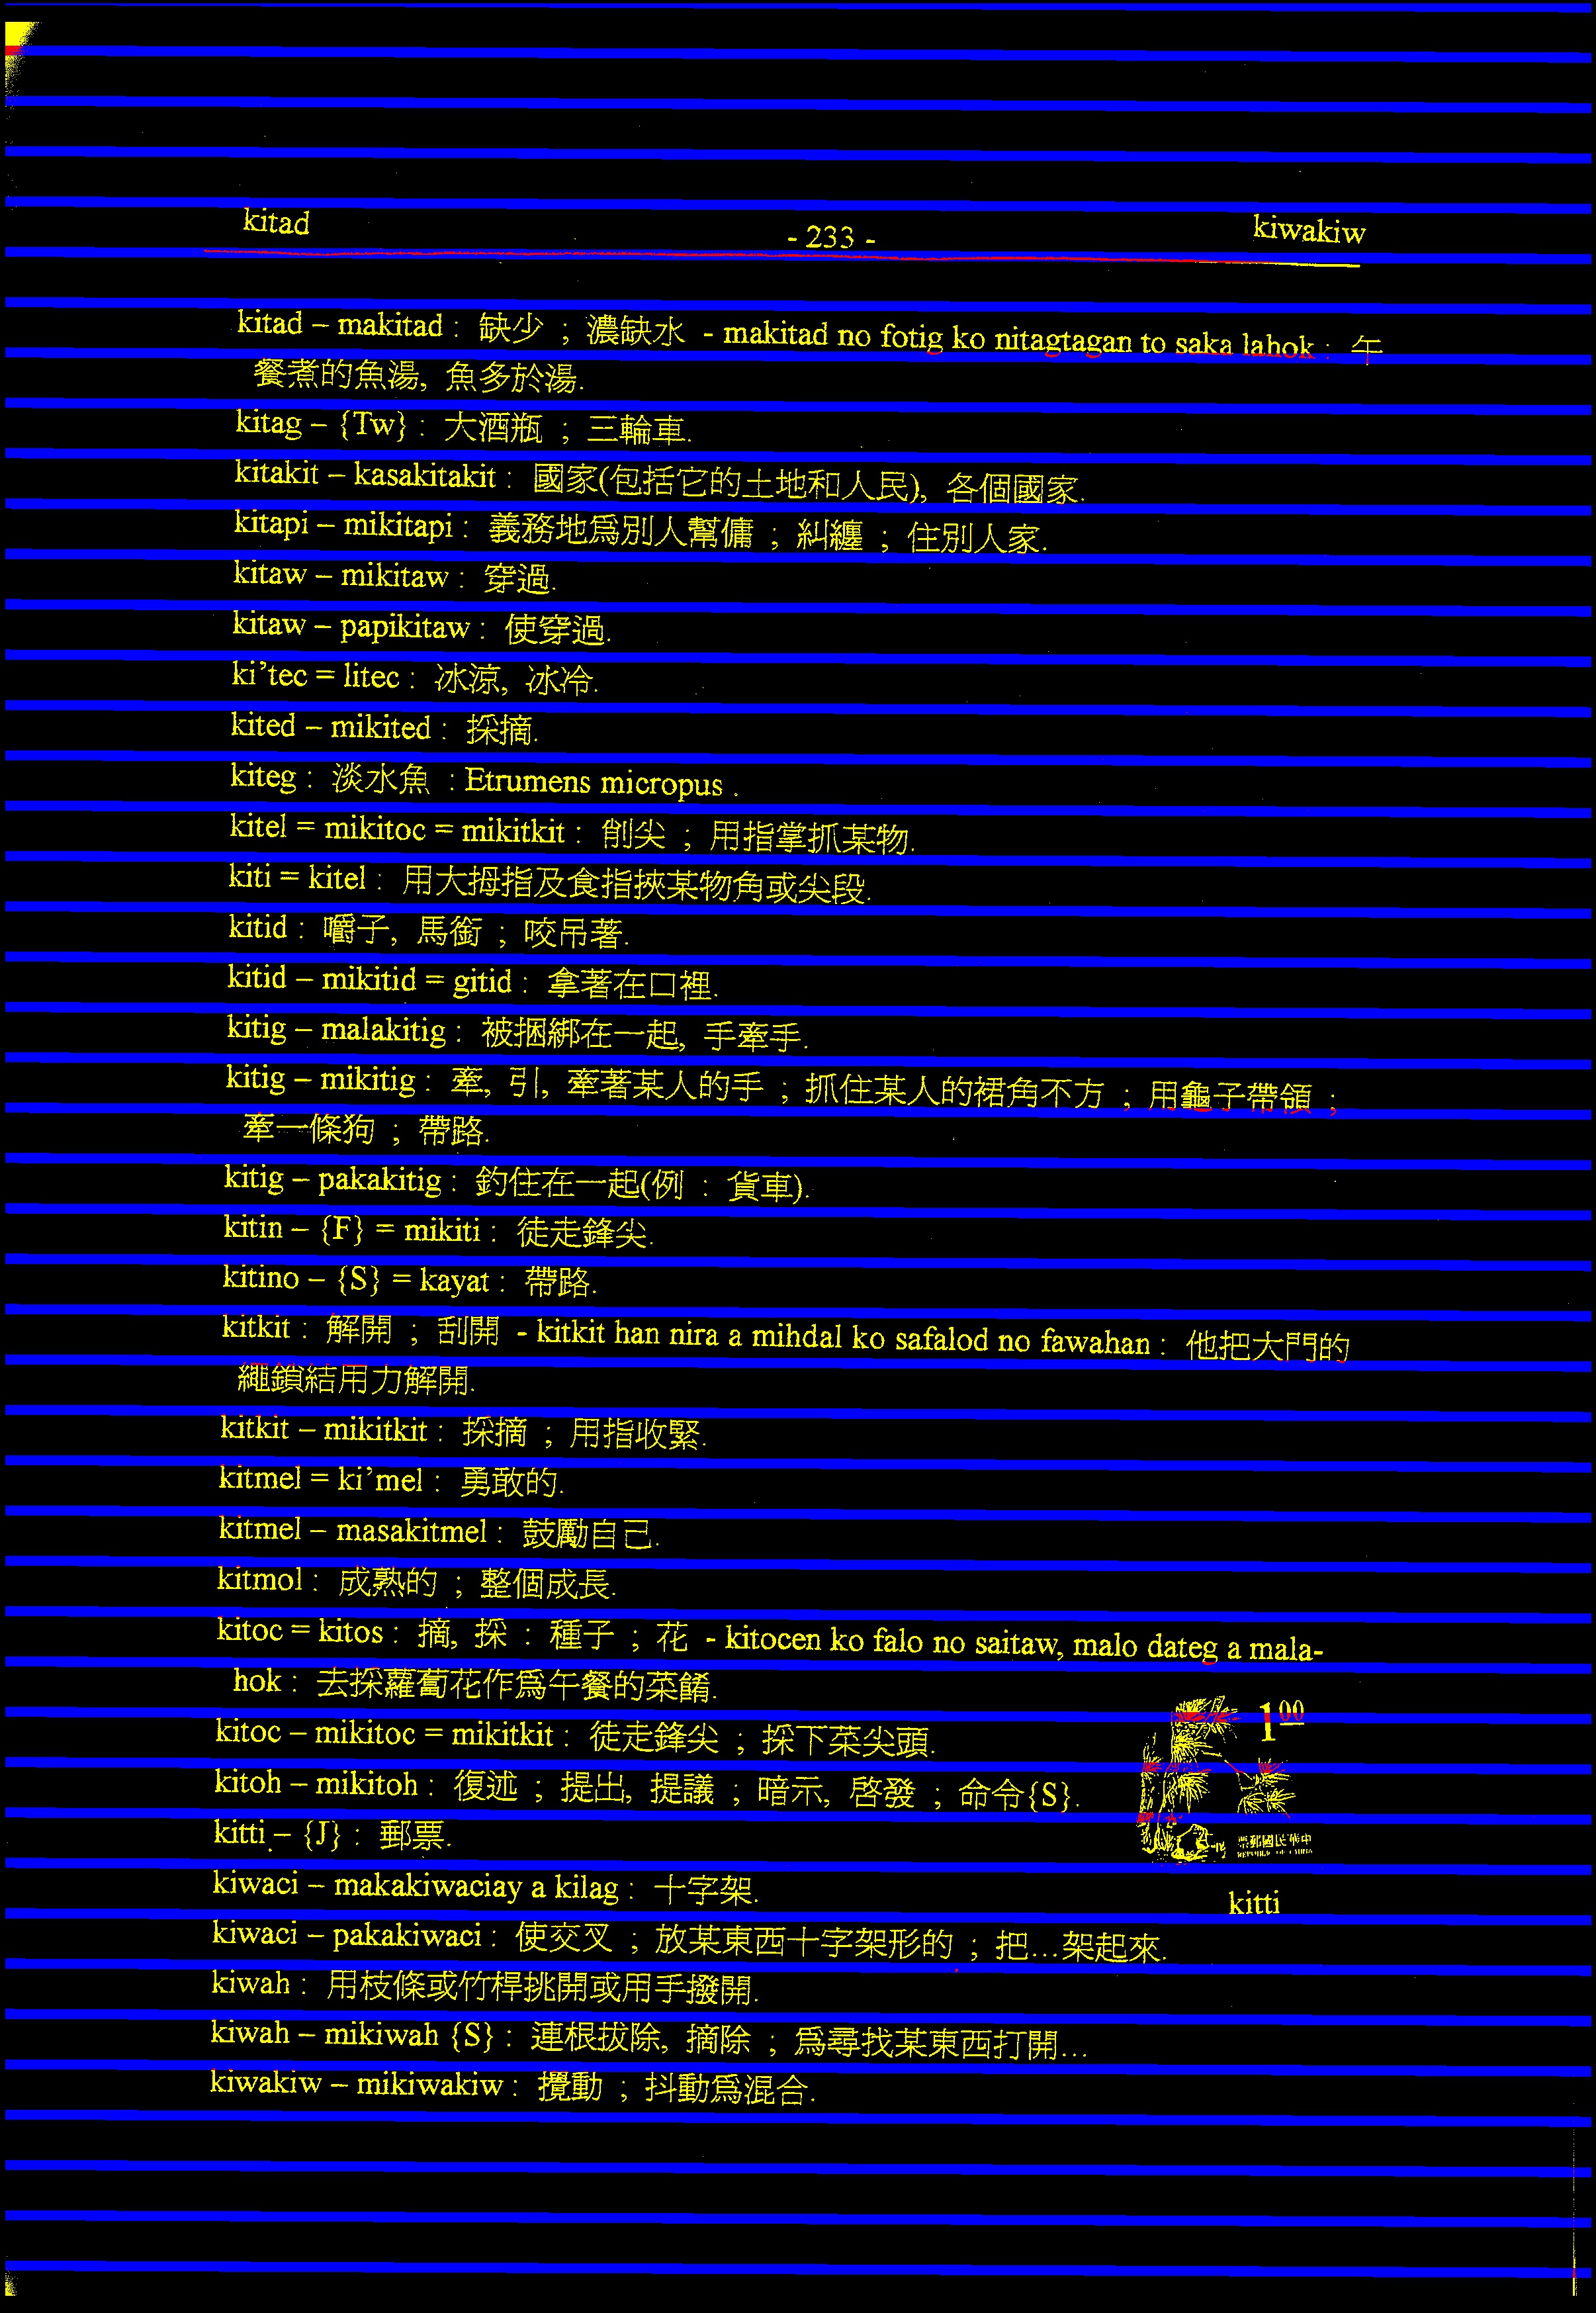 kitad
- 233 -
kiwakiw
kitad – makitad : 缺少 ; 濃缺水 - makitad no fotig ko nitagtagan to saka lahok : 午
餐煮的魚湯, 魚多於湯.
kitag – {Tw} : 大酒瓶 ; 三輪車.
kitakit – kasakitakit : 國家(包括它的土地和人民), 各個國家.
kitapi – mikitapi : 義務地爲別人幫傭 ; 糾纏 ; 住別人家.
kitaw – mikitaw : 穿過.
kitaw – papikitaw : 使穿過.
ki’tec = litec : 冰涼, 冰冷.
kited – mikited : 採摘.
kiteg : 淡水魚 : Etrumens micropus .
kitel = mikitoc = mikitkit : 削尖 ; 用指掌抓某物.
kiti = kitel : 用大拇指及食指挾某物角或尖段.
kitid : 嚼子, 馬銜 ; 咬吊著.
kitid – mikitid = gitid : 拿著在口裡.
kitig – malakitig : 被捆綁在一起, 手牽手.
kitig – mikitig : 牽, 引, 牽著某人的手 ; 抓住某人的裙角不方 ; 用龜子帶領 ;
牽一條狗 ; 帶路.
kitig – pakakitig : 釣住在一起(例 : 貨車).
kitin – {F} = mikiti : 徒走鋒尖.
kitino – {S} = kayat : 帶路.
kitkit : 解開 ; 刮開 - kitkit han nira a mihdal ko safalod no fawahan : 他把大門的
繩鎖結用力解開.
kitkit – mikitkit : 採摘 ; 用指收緊.
kitmel = ki’mel : 勇敢的.
kitmel – masakitmel : 鼓勵自己.
kitmol : 成熟的 ; 整個成長.
kitoc = kitos : 摘, 採 : 種子 ; 花 - kitocen ko falo no saitaw, malo dateg a mala-
hok : 去採蘿蔔花作爲午餐的菜餚.
kitoc – mikitoc = mikitkit : 徒走鋒尖 ; 採下菜尖頭.
kitoh – mikitoh : 復述 ; 提出, 提議 ; 暗示, 啓發 ; 命令{S}.
kitti – {J} : 郵票.
1 00
票郵國民華中
REPUBLIC OF CHINA
kitti
kiwaci – makakiwaciay a kilag : 十字架.
kiwaci – pakakiwaci : 使交叉 ; 放某東西十字架形的 ; 把...架起來.
kiwah : 用枝條或竹桿挑開或用手撥開.
kiwah – mikiwah {S} : 連根拔除, 摘除 ; 爲尋找某東西打開...
kiwakiw – mikiwakiw : 攪動 ; 抖動爲混合.